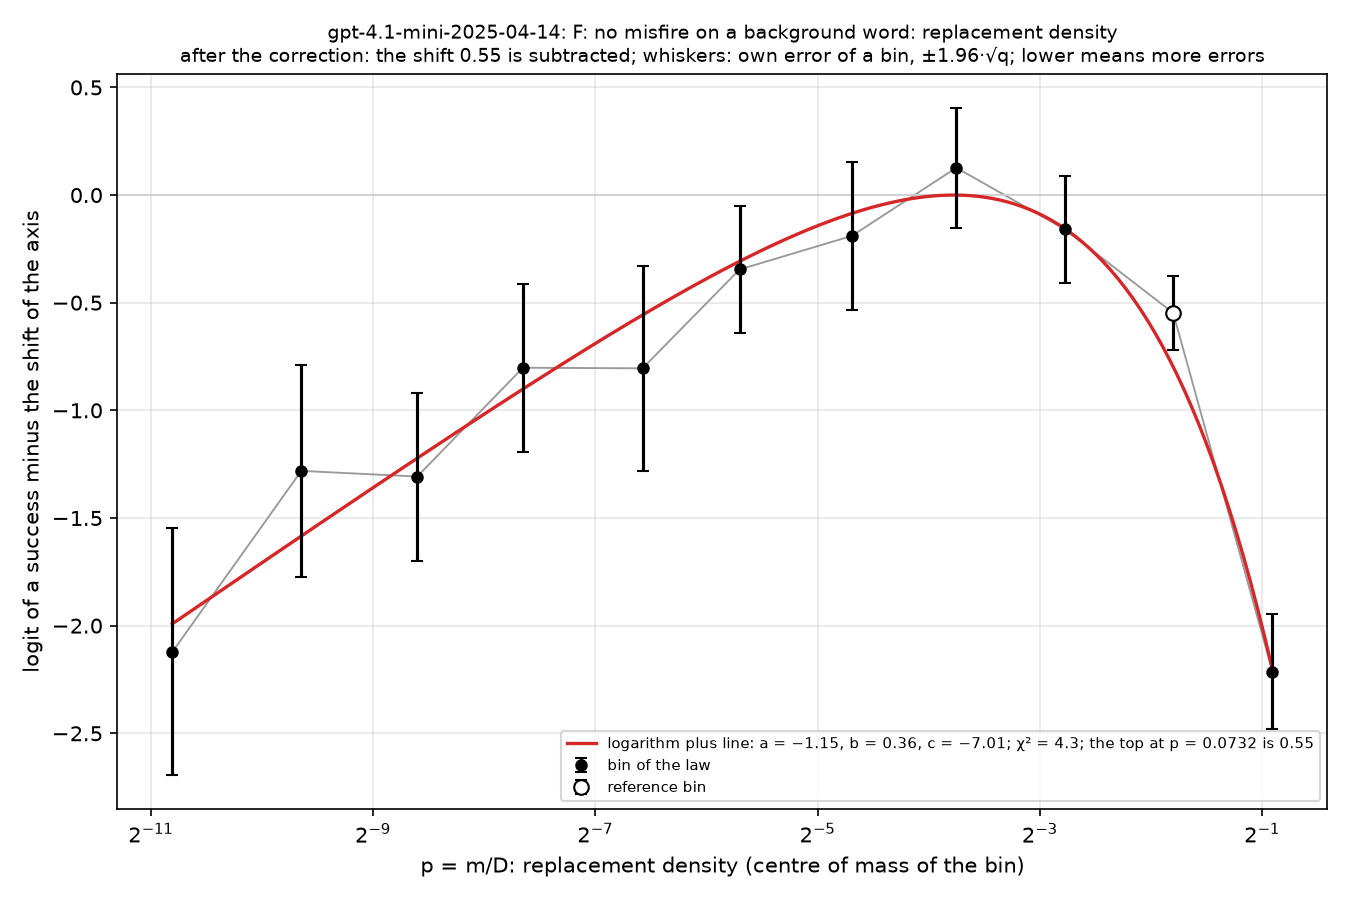 gpt-4.1-mini-2025-04-14: F: no misfire on a background word: replacement density
after the correction: the shift 0.55 is subtracted; whiskers: own error of a bin, ±1.96·√q; lower means more errors
logit of a success minus the shift of the axis
0.5
0.0
−0.5
−1.0
−1.5
−2.0
−2.5
logarithm plus line: a = −1.15, b = 0.36, c = −7.01; χ² = 4.3; the top at p = 0.0732 is 0.55
bin of the law
reference bin
2⁻¹¹ 2⁻⁹ 2⁻⁷ 2⁻⁵ 2⁻³ 2⁻¹
p = m/D: replacement density (centre of mass of the bin)